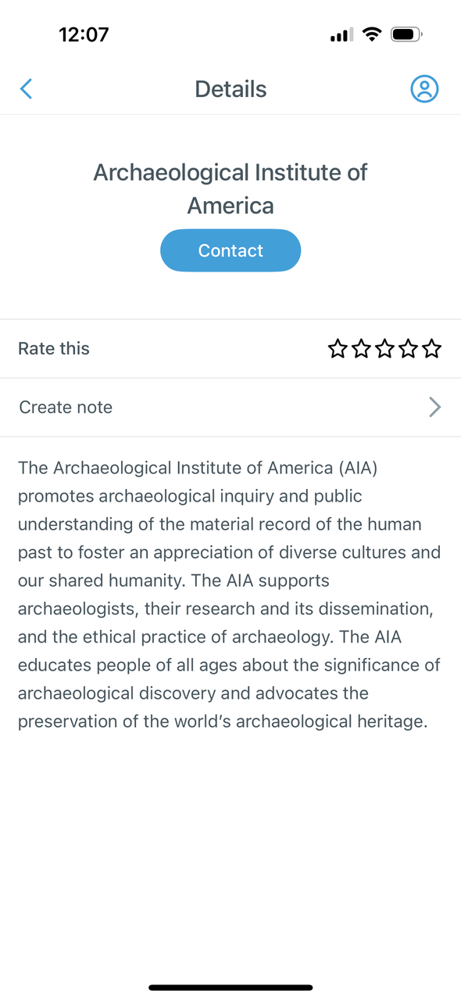 12:07
Details
Archaeological Institute of
America
Contact
Rate this
Create note
The Archaeological Institute of America (AIA)
promotes archaeological inquiry and public
understanding of the material record of the human
past to foster an appreciation of diverse cultures and
our shared humanity. The AIA supports
archaeologists, their research and its dissemination,
and the ethical practice of archaeology. The AIA
educates people of all ages about the significance of
archaeological discovery and advocates the
preservation of the world’s archaeological heritage.